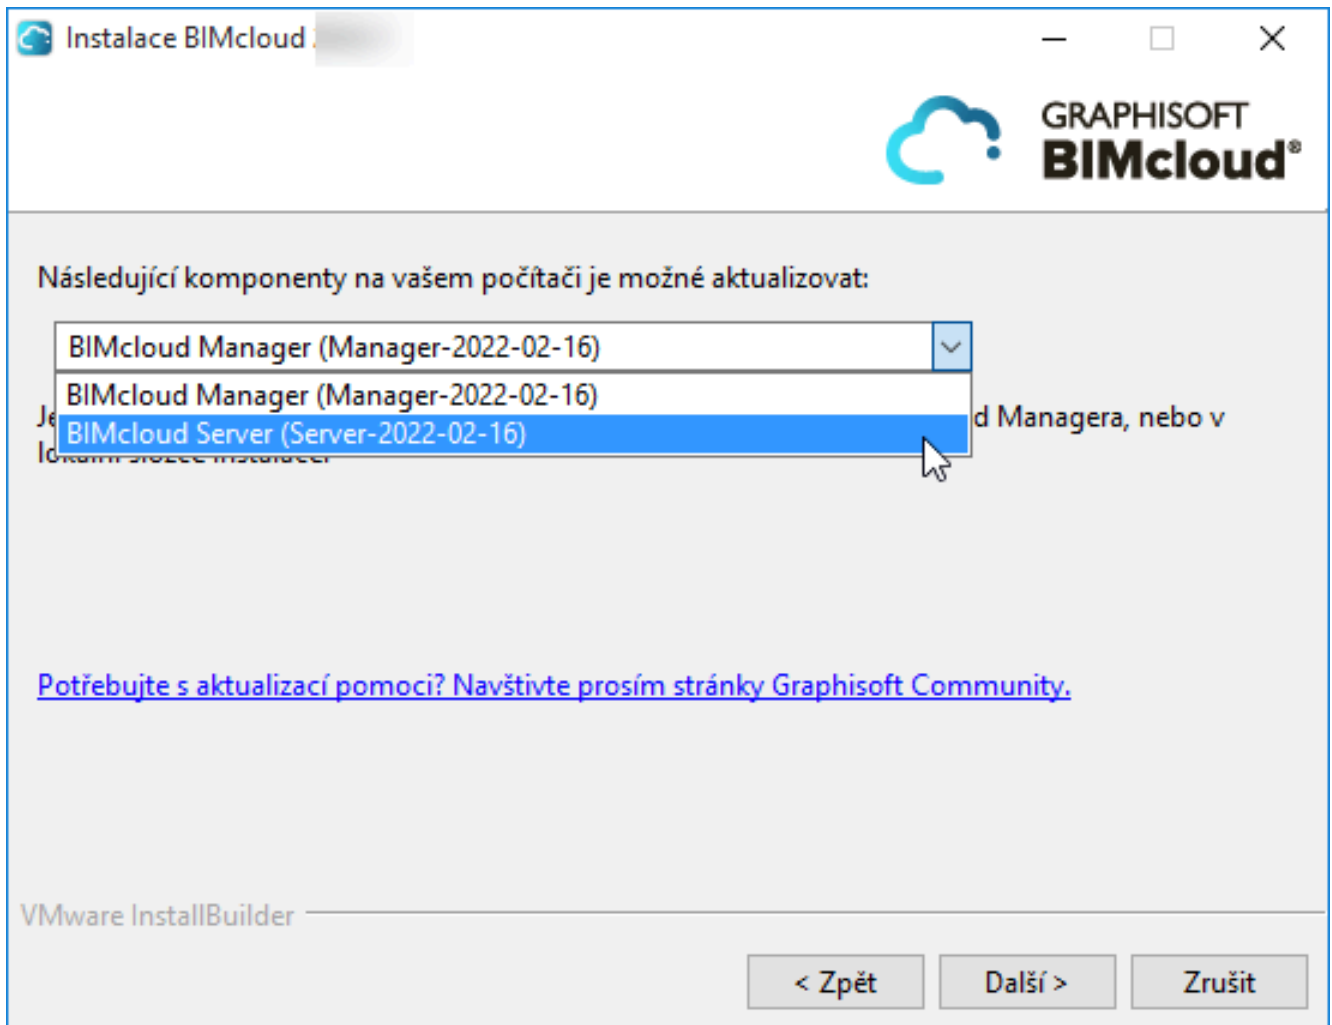 Instalace BIMcloud
GRAPHISOFT
BIMcloud®
Následující komponenty na vašem počítači je možné aktualizovat:
BIMcloud Manager (Manager-2022-02-16)
BIMcloud Manager (Manager-2022-02-16)
BIMcloud Server (Server-2022-02-16)
Managera, nebo v
Potřebujte s aktualizací pomoci? Navštivte prosím stránky Graphisoft Community.
VMware InstallBuilder
< Zpět
Další >
Zrušit